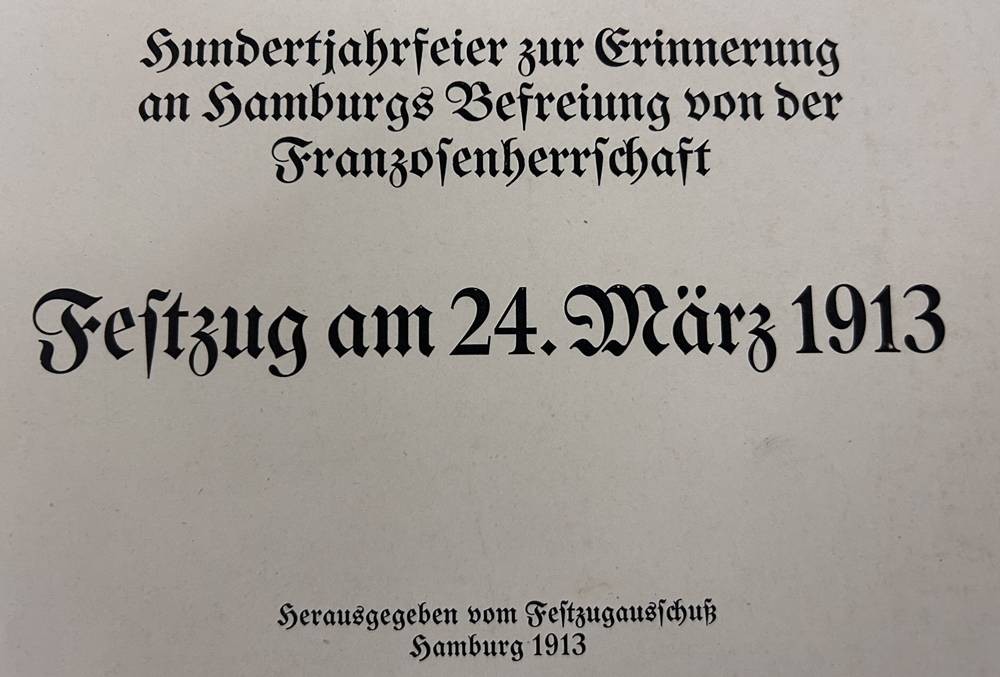 Hundertjahrfeier zur Erinnerung
an Hamburgs Befreiung von der
Franzoſenherrſchaft
Feſtzug am 24. März 1913
Herausgegeben vom Feſtzugausſchuß
Hamburg 1913